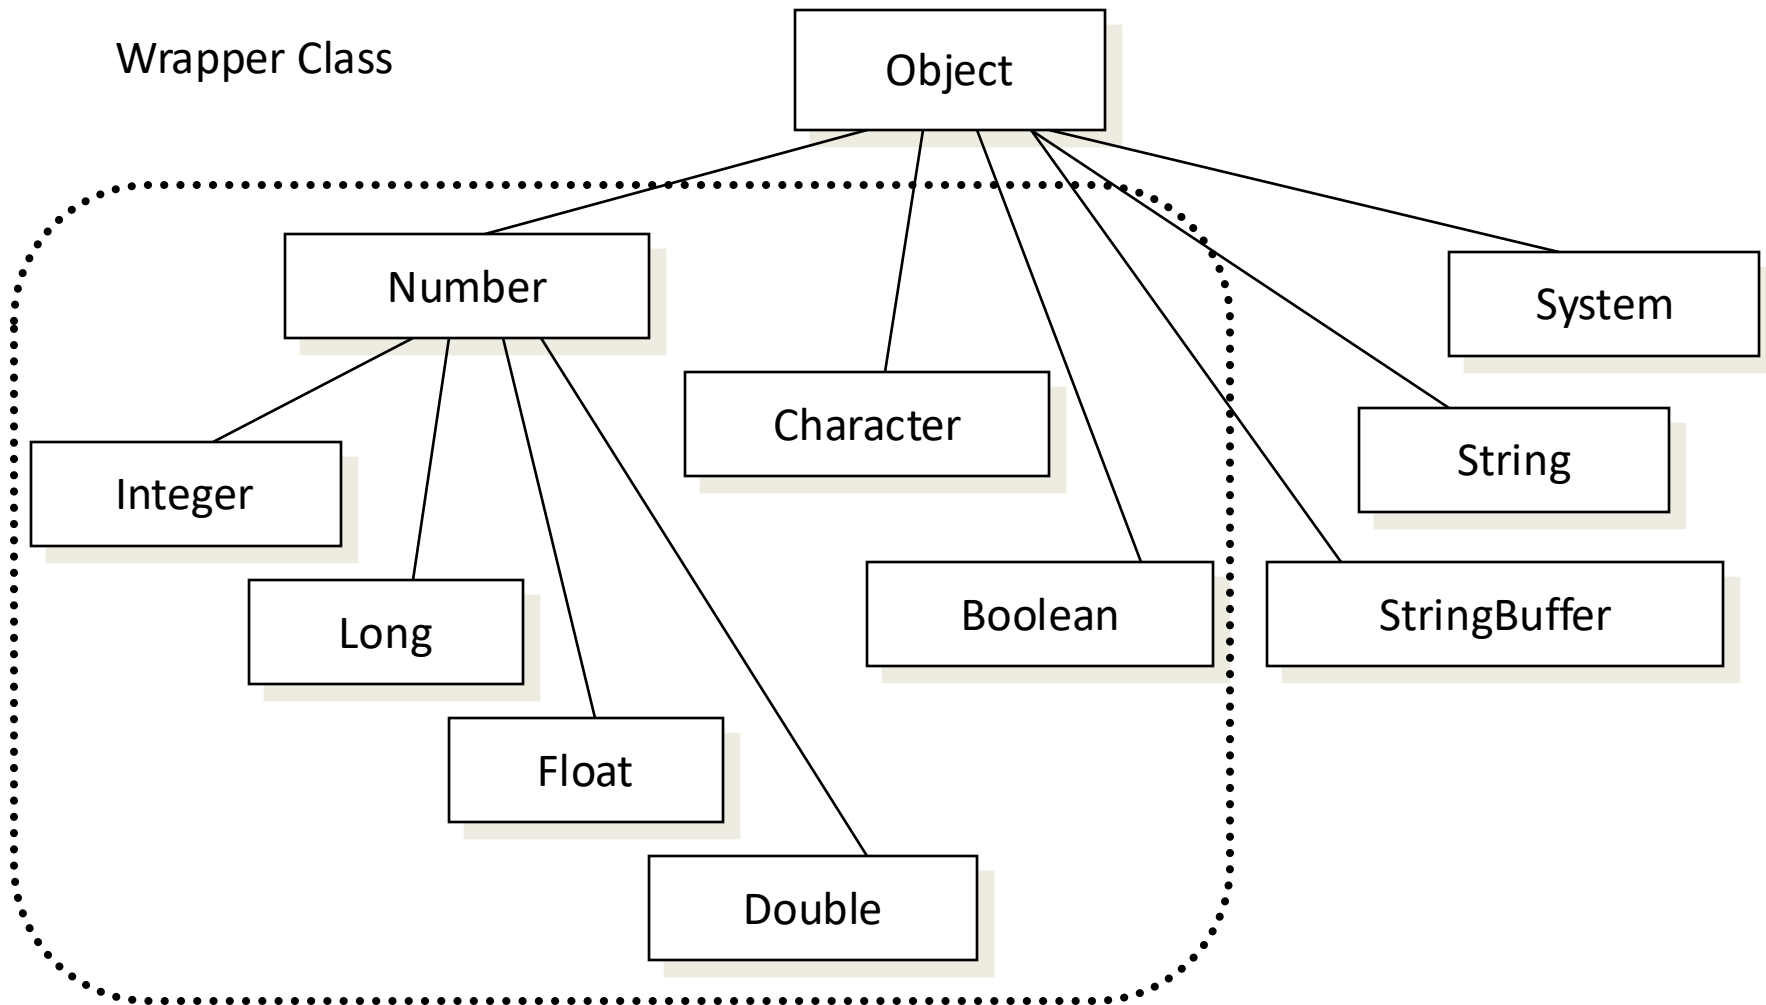 Wrapper Class
Object
Number
System
Character
String
Integer
Boolean
StringBuffer
Long
Float
Double